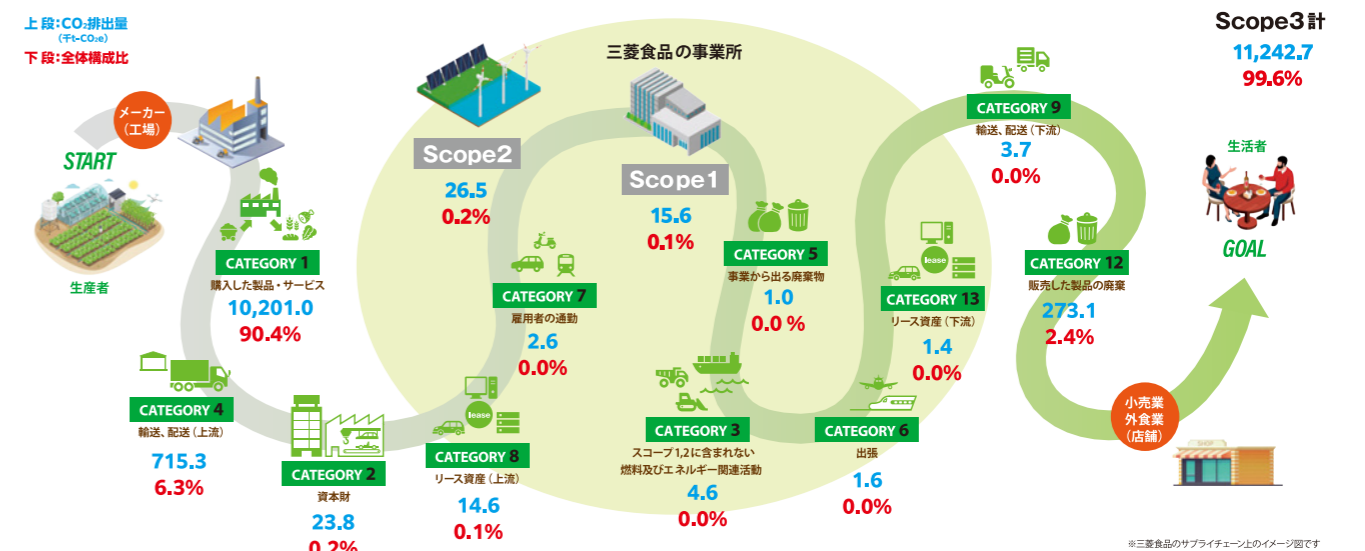 上段:CO₂排出量
(千t-CO₂e)
下段:全体構成比
Scope3計
11,242.7
99.6%
三菱食品の事業所
メーカー
(工場)
START
生産者
CATEGORY 1
購入した製品・サービス
10,201.0
90.4%
CATEGORY 4
輸送、配送(上流)
715.3
6.3%
CATEGORY 2
資本財
23.8
0.2%
lease
CATEGORY 8
リース資産(上流)
14.6
0.1%
CATEGORY 7
雇用者の通勤
2.6
0.0%
Scope2
26.5
0.2%
Scope1
15.6
0.1%
CATEGORY 5
事業から出る廃棄物
1.0
0.0 %
CATEGORY 3
スコープ1,2に含まれない
燃料及びエネルギー関連活動
4.6
0.0%
CATEGORY 6
出張
1.6
0.0%
lease
CATEGORY 13
リース資産(下流)
1.4
0.0%
CATEGORY 9
輸送、配送(下流)
3.7
0.0%
CATEGORY 12
販売した製品の廃棄
273.1
2.4%
小売業
外食業
(店舗)
SHOP
生活者
GOAL
※三菱食品のサプライチェーン上のイメージ図です